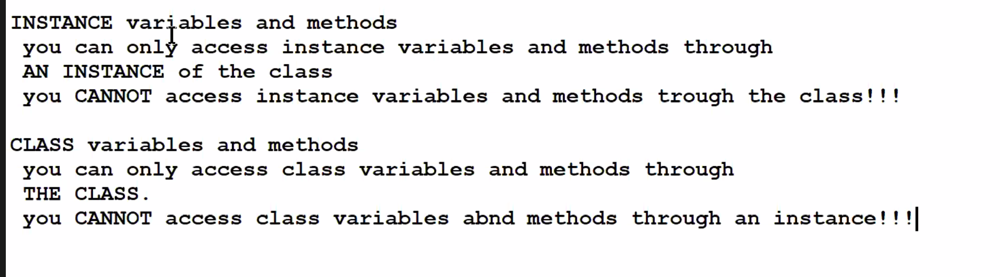 INSTANCE variables and methods
you can only access instance variables and methods through
AN INSTANCE of the class
you CANNOT access instance variables and methods trough the class!!!
CLASS variables and methods
you can only access class variables and methods through
THE CLASS.
you CANNOT access class variables abnd methods through an instance!!!